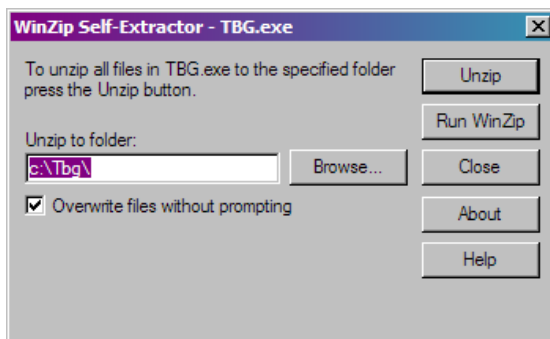 WinZip Self-Extractor - TBG.exe
To unzip all files in TBG.exe to the specified folder
press the Unzip button.
Unzip to folder:
c:\Tbg\
Browse...
Overwrite files without prompting
Unzip
Run WinZip
Close
About
Help